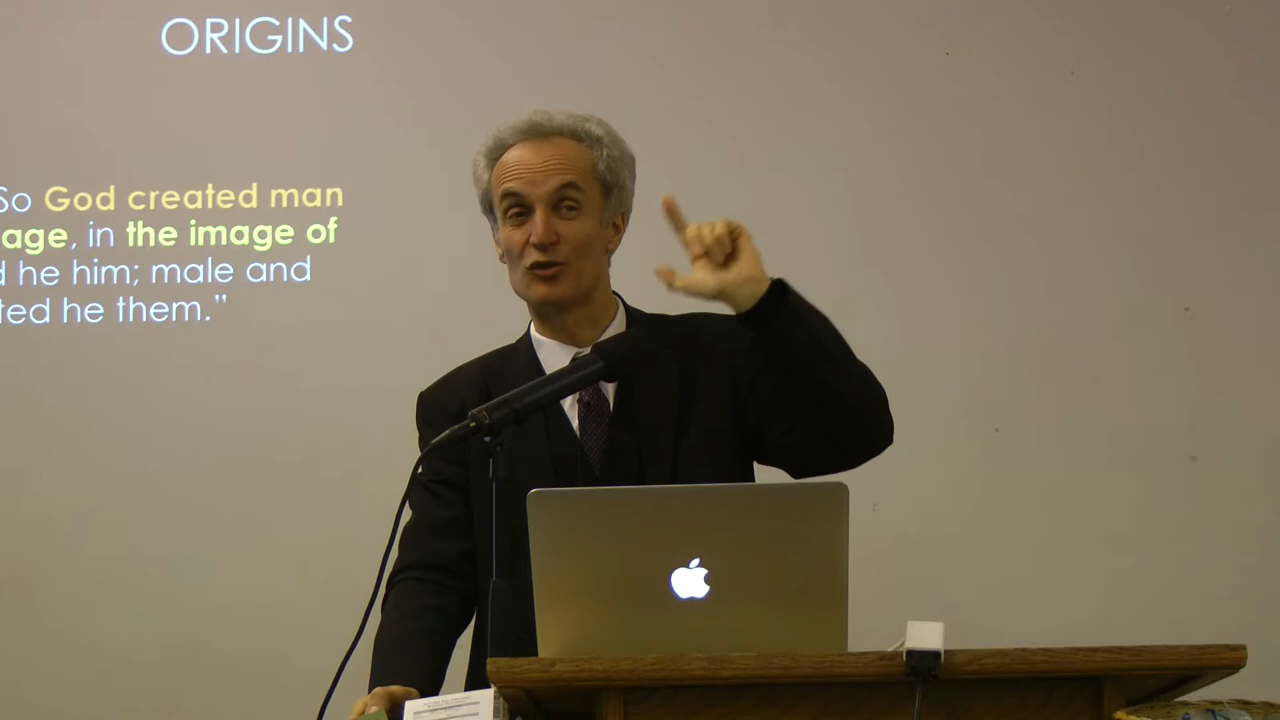 ORIGINS
So God created man
age, in the image of
d he him; male and
ted he them."